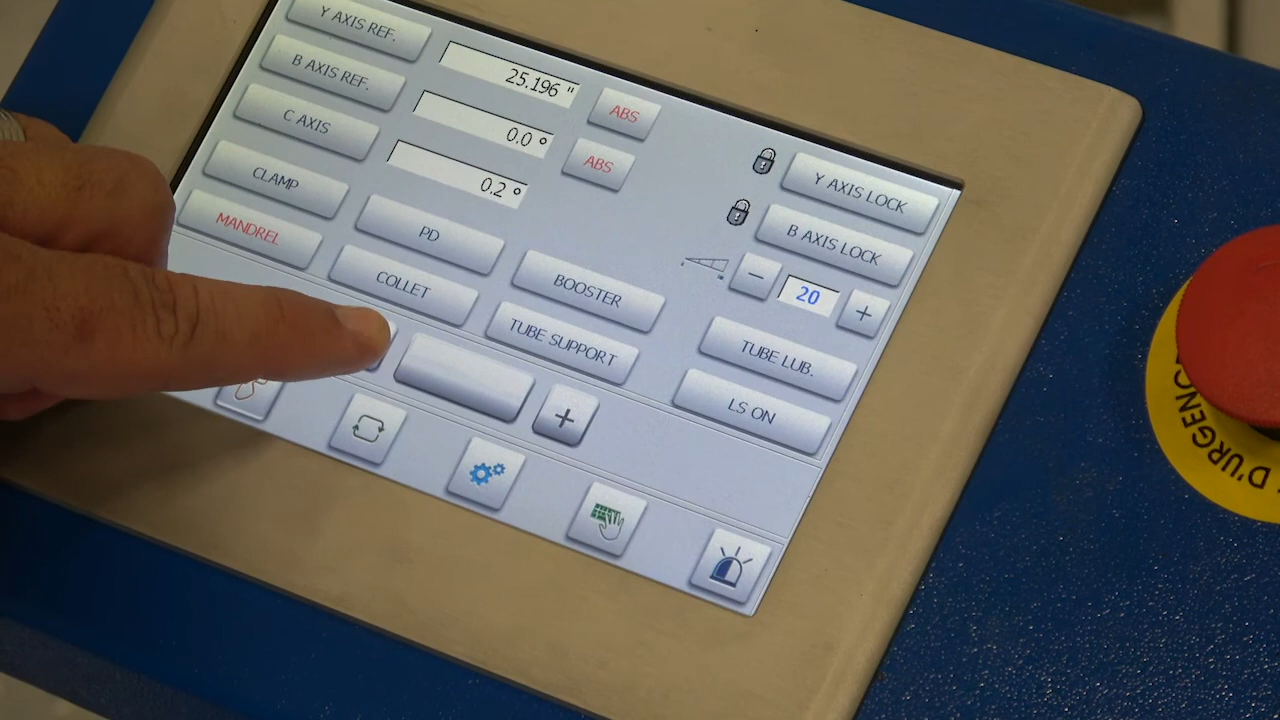 Y AXIS REF.
25.196 "
ABS
B AXIS REF.
0.0 °
ABS
C AXIS
0.2 °
CLAMP
MANDREL
PD
COLLET
BOOSTER
TUBE SUPPORT
Y AXIS LOCK
B AXIS LOCK
− 20 +
TUBE LUB.
LS ON
+
D'URGENC